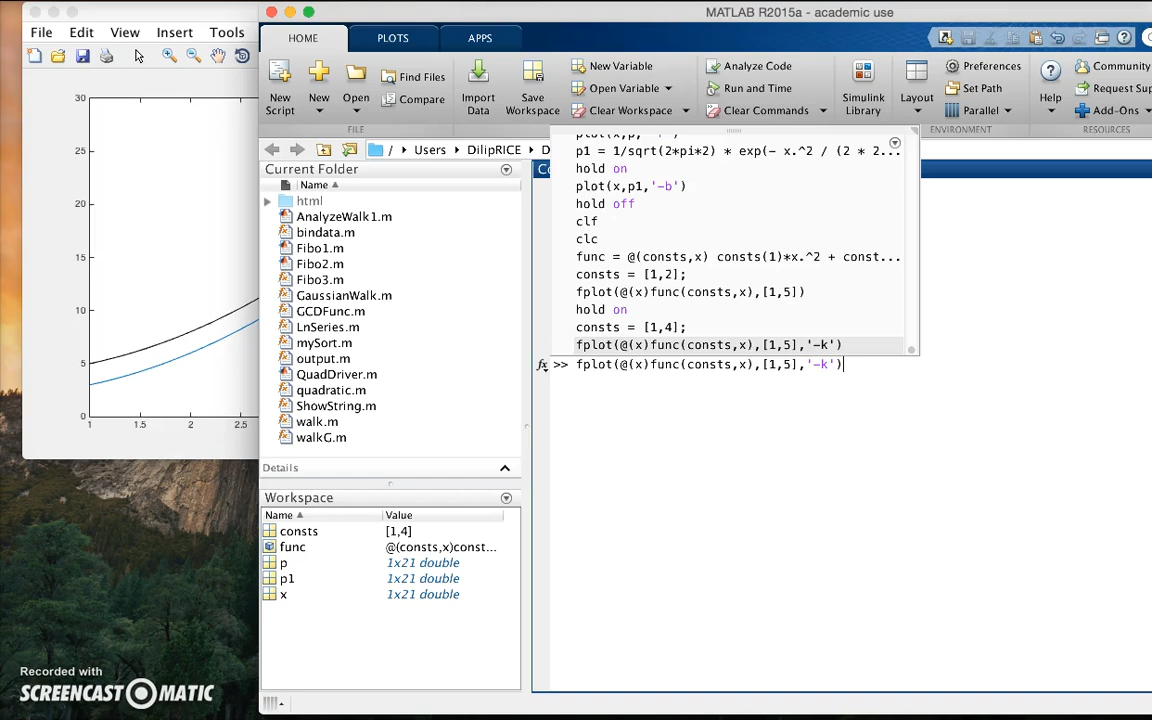 MATLAB R2015a - academic use
File Edit View Insert Tools
30
25
20
15
10
5
0
1 1.5 2 2.5
HOME PLOTS APPS
New Script
New
Open
Find Files
Compare
Import Data
Save Workspace
New Variable
Open Variable
Clear Workspace
Analyze Code
Run and Time
Clear Commands
Simulink Library
Layout
Preferences
Set Path
Parallel
Help
Community
Request Sup
Add-Ons
FILE
ENVIRONMENT
RESOURCES
/ Users DilipRICE D
Current Folder
Name
html
AnalyzeWalk1.m
bindata.m
Fibo1.m
Fibo2.m
Fibo3.m
GaussianWalk.m
GCDFunc.m
LnSeries.m
mySort.m
output.m
QuadDriver.m
quadratic.m
ShowString.m
walk.m
walkG.m
Details
Workspace
Name Value
consts [1,4]
func @(consts,x)const...
p 1x21 double
p1 1x21 double
x 1x21 double
p1 = 1/sqrt(2*pi*2) * exp(- x.^2 / (2 * 2...
hold on
plot(x,p1,'-b')
hold off
clf
clc
func = @(consts,x) consts(1)*x.^2 + const...
consts = [1,2];
fplot(@(x)func(consts,x),[1,5])
hold on
consts = [1,4];
fplot(@(x)func(consts,x),[1,5],'-k')
fx >> fplot(@(x)func(consts,x),[1,5],'-k')
Recorded with
SCREENCAST-O-MATIC